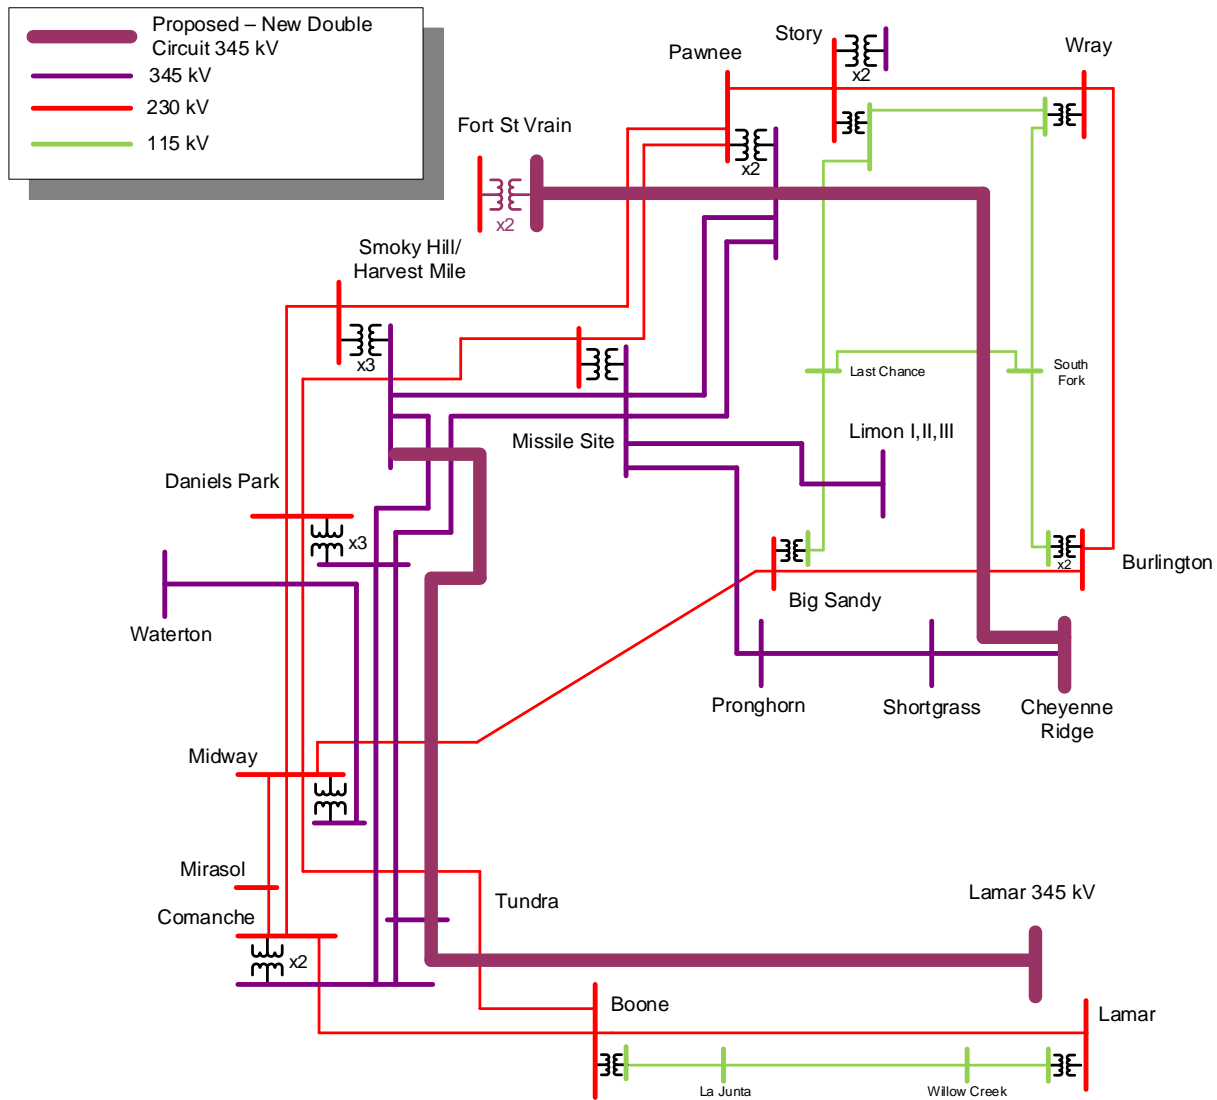 Proposed – New Double
Circuit 345 kV
345 kV
230 kV
115 kV
Story
x2
Wray
Pawnee
x2
Fort St Vrain
x2
Smoky Hill/
Harvest Mile
x3
Last Chance
South
Fork
Missile Site
Limon I,II,III
Daniels Park
x3
x2
Burlington
Big Sandy
Waterton
Pronghorn
Shortgrass
Cheyenne
Ridge
Midway
Mirasol
Comanche
x2
Tundra
Lamar 345 kV
Boone
Lamar
La Junta
Willow Creek